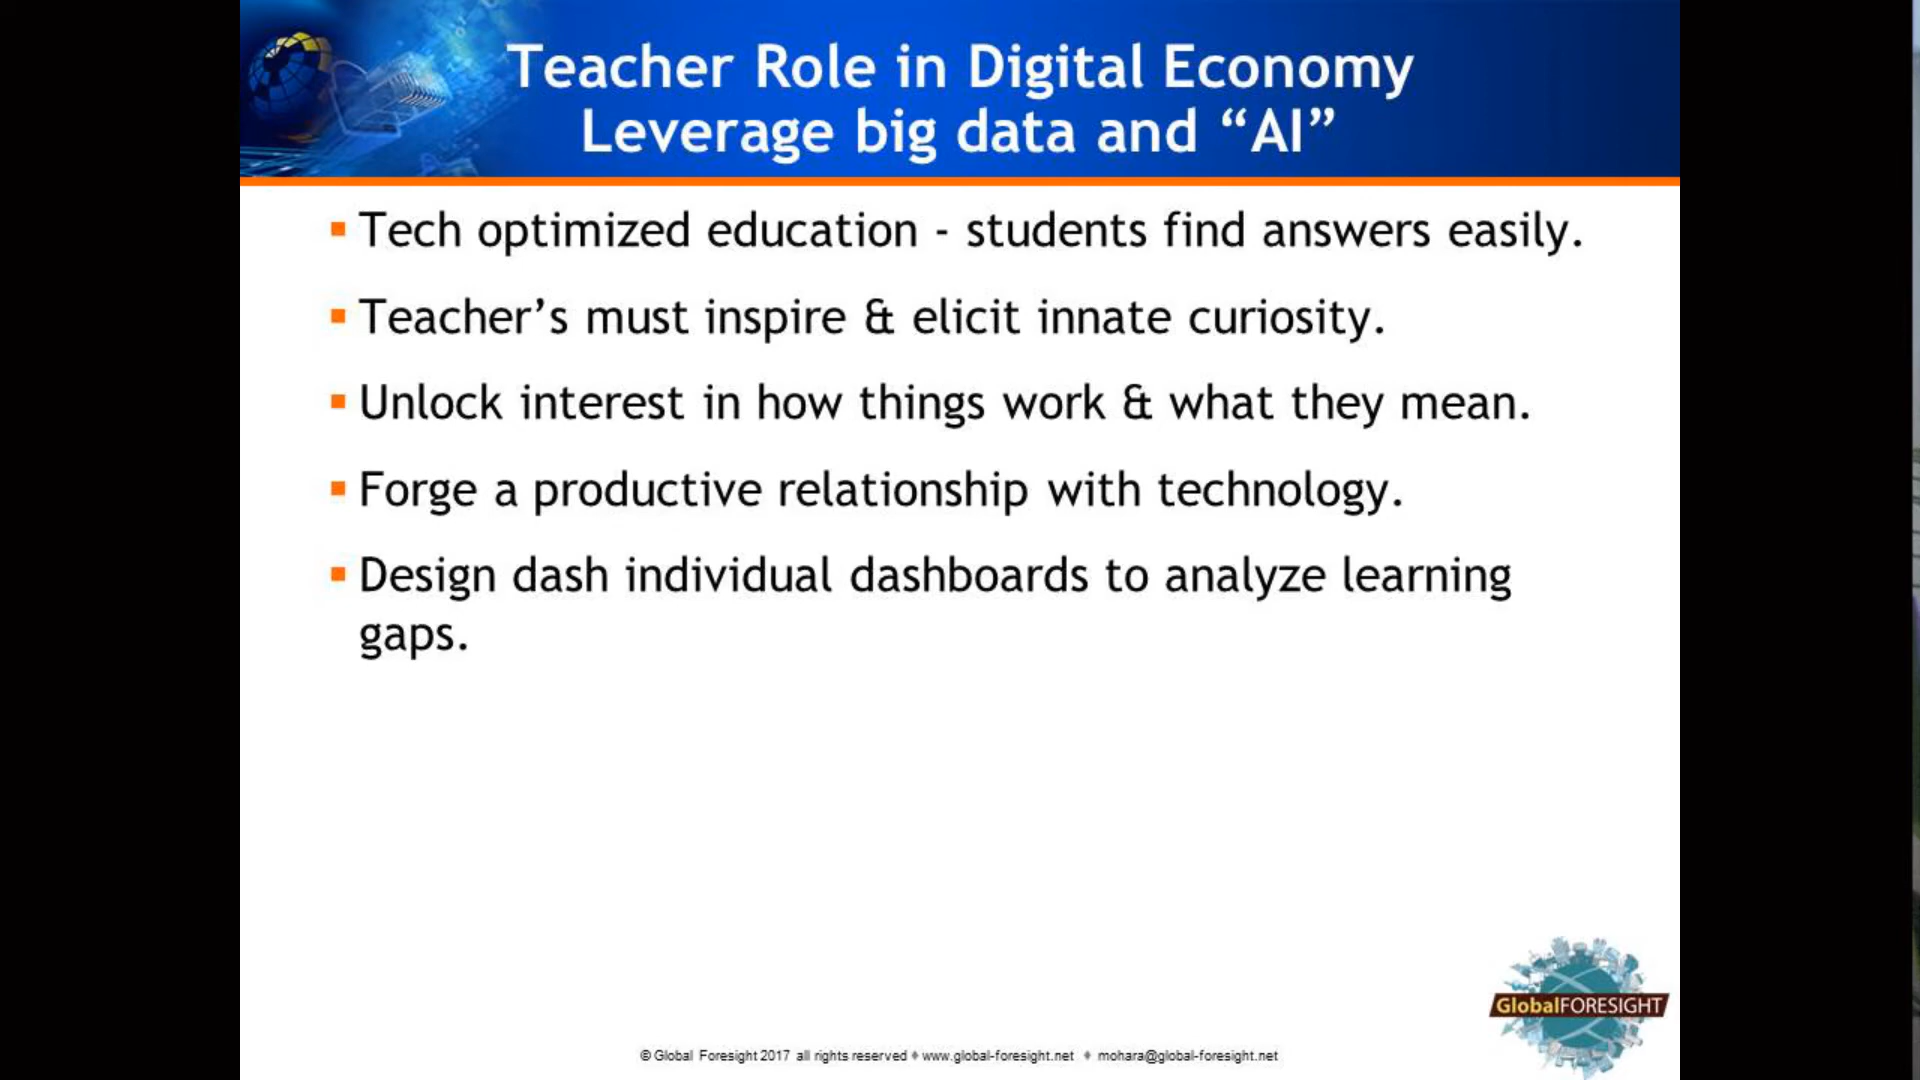 Teacher Role in Digital Economy
Leverage big data and “AI”
▪ Tech optimized education - students find answers easily.
▪ Teacher’s must inspire & elicit innate curiosity.
▪ Unlock interest in how things work & what they mean.
▪ Forge a productive relationship with technology.
▪ Design dash individual dashboards to analyze learning
gaps.
GlobalFORESIGHT
© Global Foresight 2017 all rights reserved ♦ www.global-foresight.net ♦ mohara@global-foresight.net